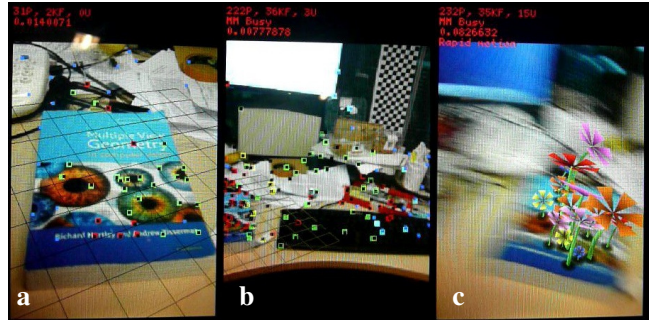 31P, 2KF, 0U
0.0140871
222P, 36KF, 3U
MM Busy
0.00777878
232P, 35KF, 15U
MM Busy
0.0826632
Rapid motion
Multiple View
Geometry
Richard Hartley and Andrew Zisserman
a
b
c